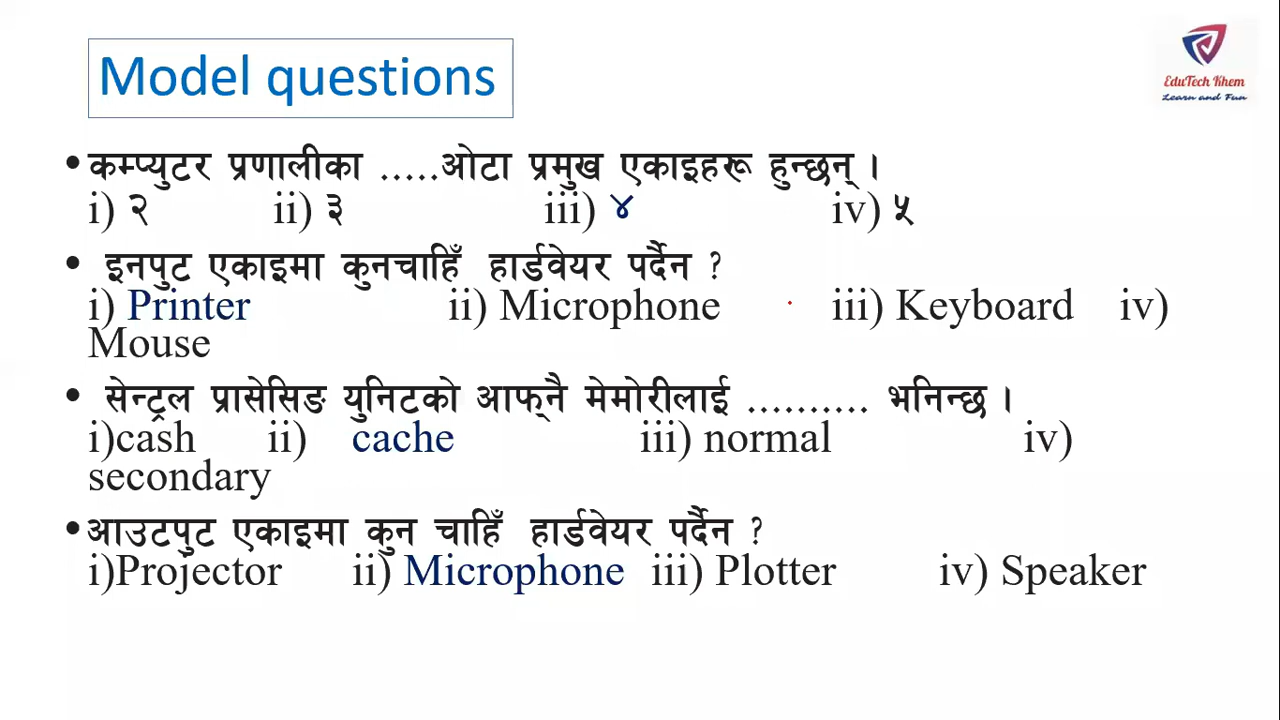 Model questions
EduTech Khem
Learn and Fun
• कम्प्युटर प्रणालीका .....ओटा प्रमुख एकाइहरू हुन्छन् ।
i) २ ii) ३ iii) ४ iv) ५
• इनपुट एकाइमा कुनचाहिँ हार्डवेयर पर्दैन ?
i) Printer ii) Microphone iii) Keyboard iv)
Mouse
• सेन्ट्रल प्रासेसिङ युनिटको आफ्नै मेमोरीलाई .......... भनिन्छ ।
i)cash ii) cache iii) normal iv)
secondary
• आउटपुट एकाइमा कुन चाहिँ हार्डवेयर पर्दैन ?
i)Projector ii) Microphone iii) Plotter iv) Speaker